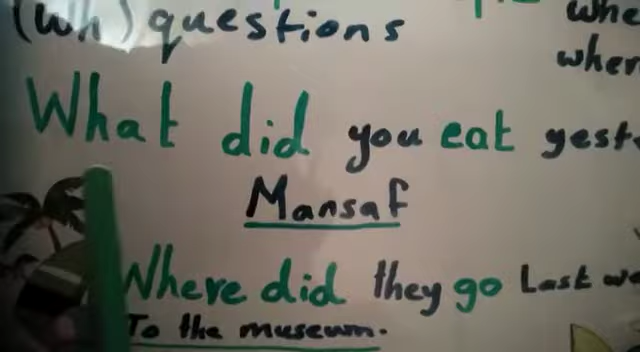 (wh) questions
What did you eat
Mansaf
Where did they go Last
To the museum.